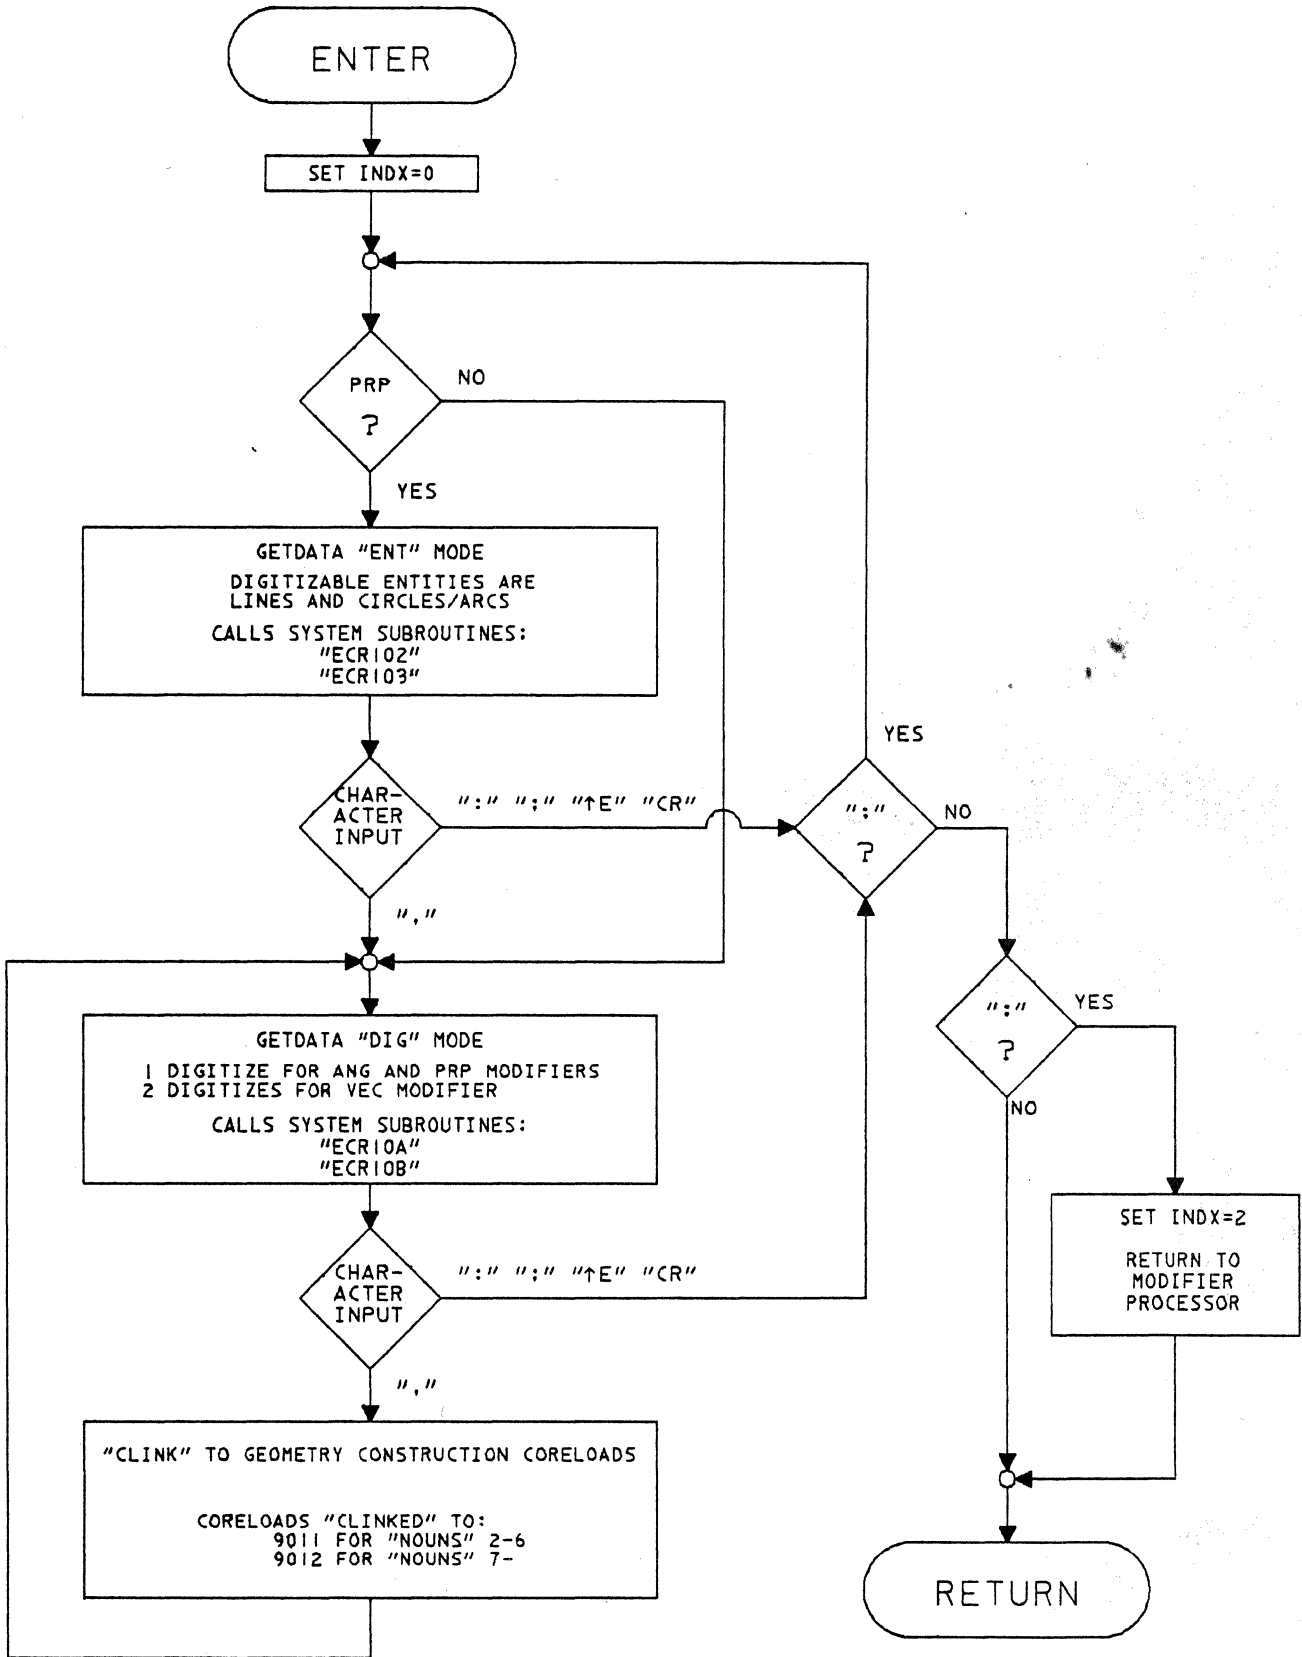 ENTER
SET INDX=0
PRP
?
NO
YES
GETDATA "ENT" MODE
DIGITIZABLE ENTITIES ARE
LINES AND CIRCLES/ARCS
CALLS SYSTEM SUBROUTINES:
"ECR102"
"ECR103"
CHAR-
ACTER
INPUT
":" ";" "↑E" "CR"
","
YES
";"
?
NO
":"
?
YES
NO
GETDATA "DIG" MODE
1 DIGITIZE FOR ANG AND PRP MODIFIERS
2 DIGITIZES FOR VEC MODIFIER
CALLS SYSTEM SUBROUTINES:
"ECR10A"
"ECR10B"
SET INDX=2
RETURN TO
MODIFIER
PROCESSOR
CHAR-
ACTER
INPUT
":" ";" "↑E" "CR"
","
"CLINK" TO GEOMETRY CONSTRUCTION CORELOADS
CORELOADS "CLINKED" TO:
9011 FOR "NOUNS" 2-6
9012 FOR "NOUNS" 7-
RETURN